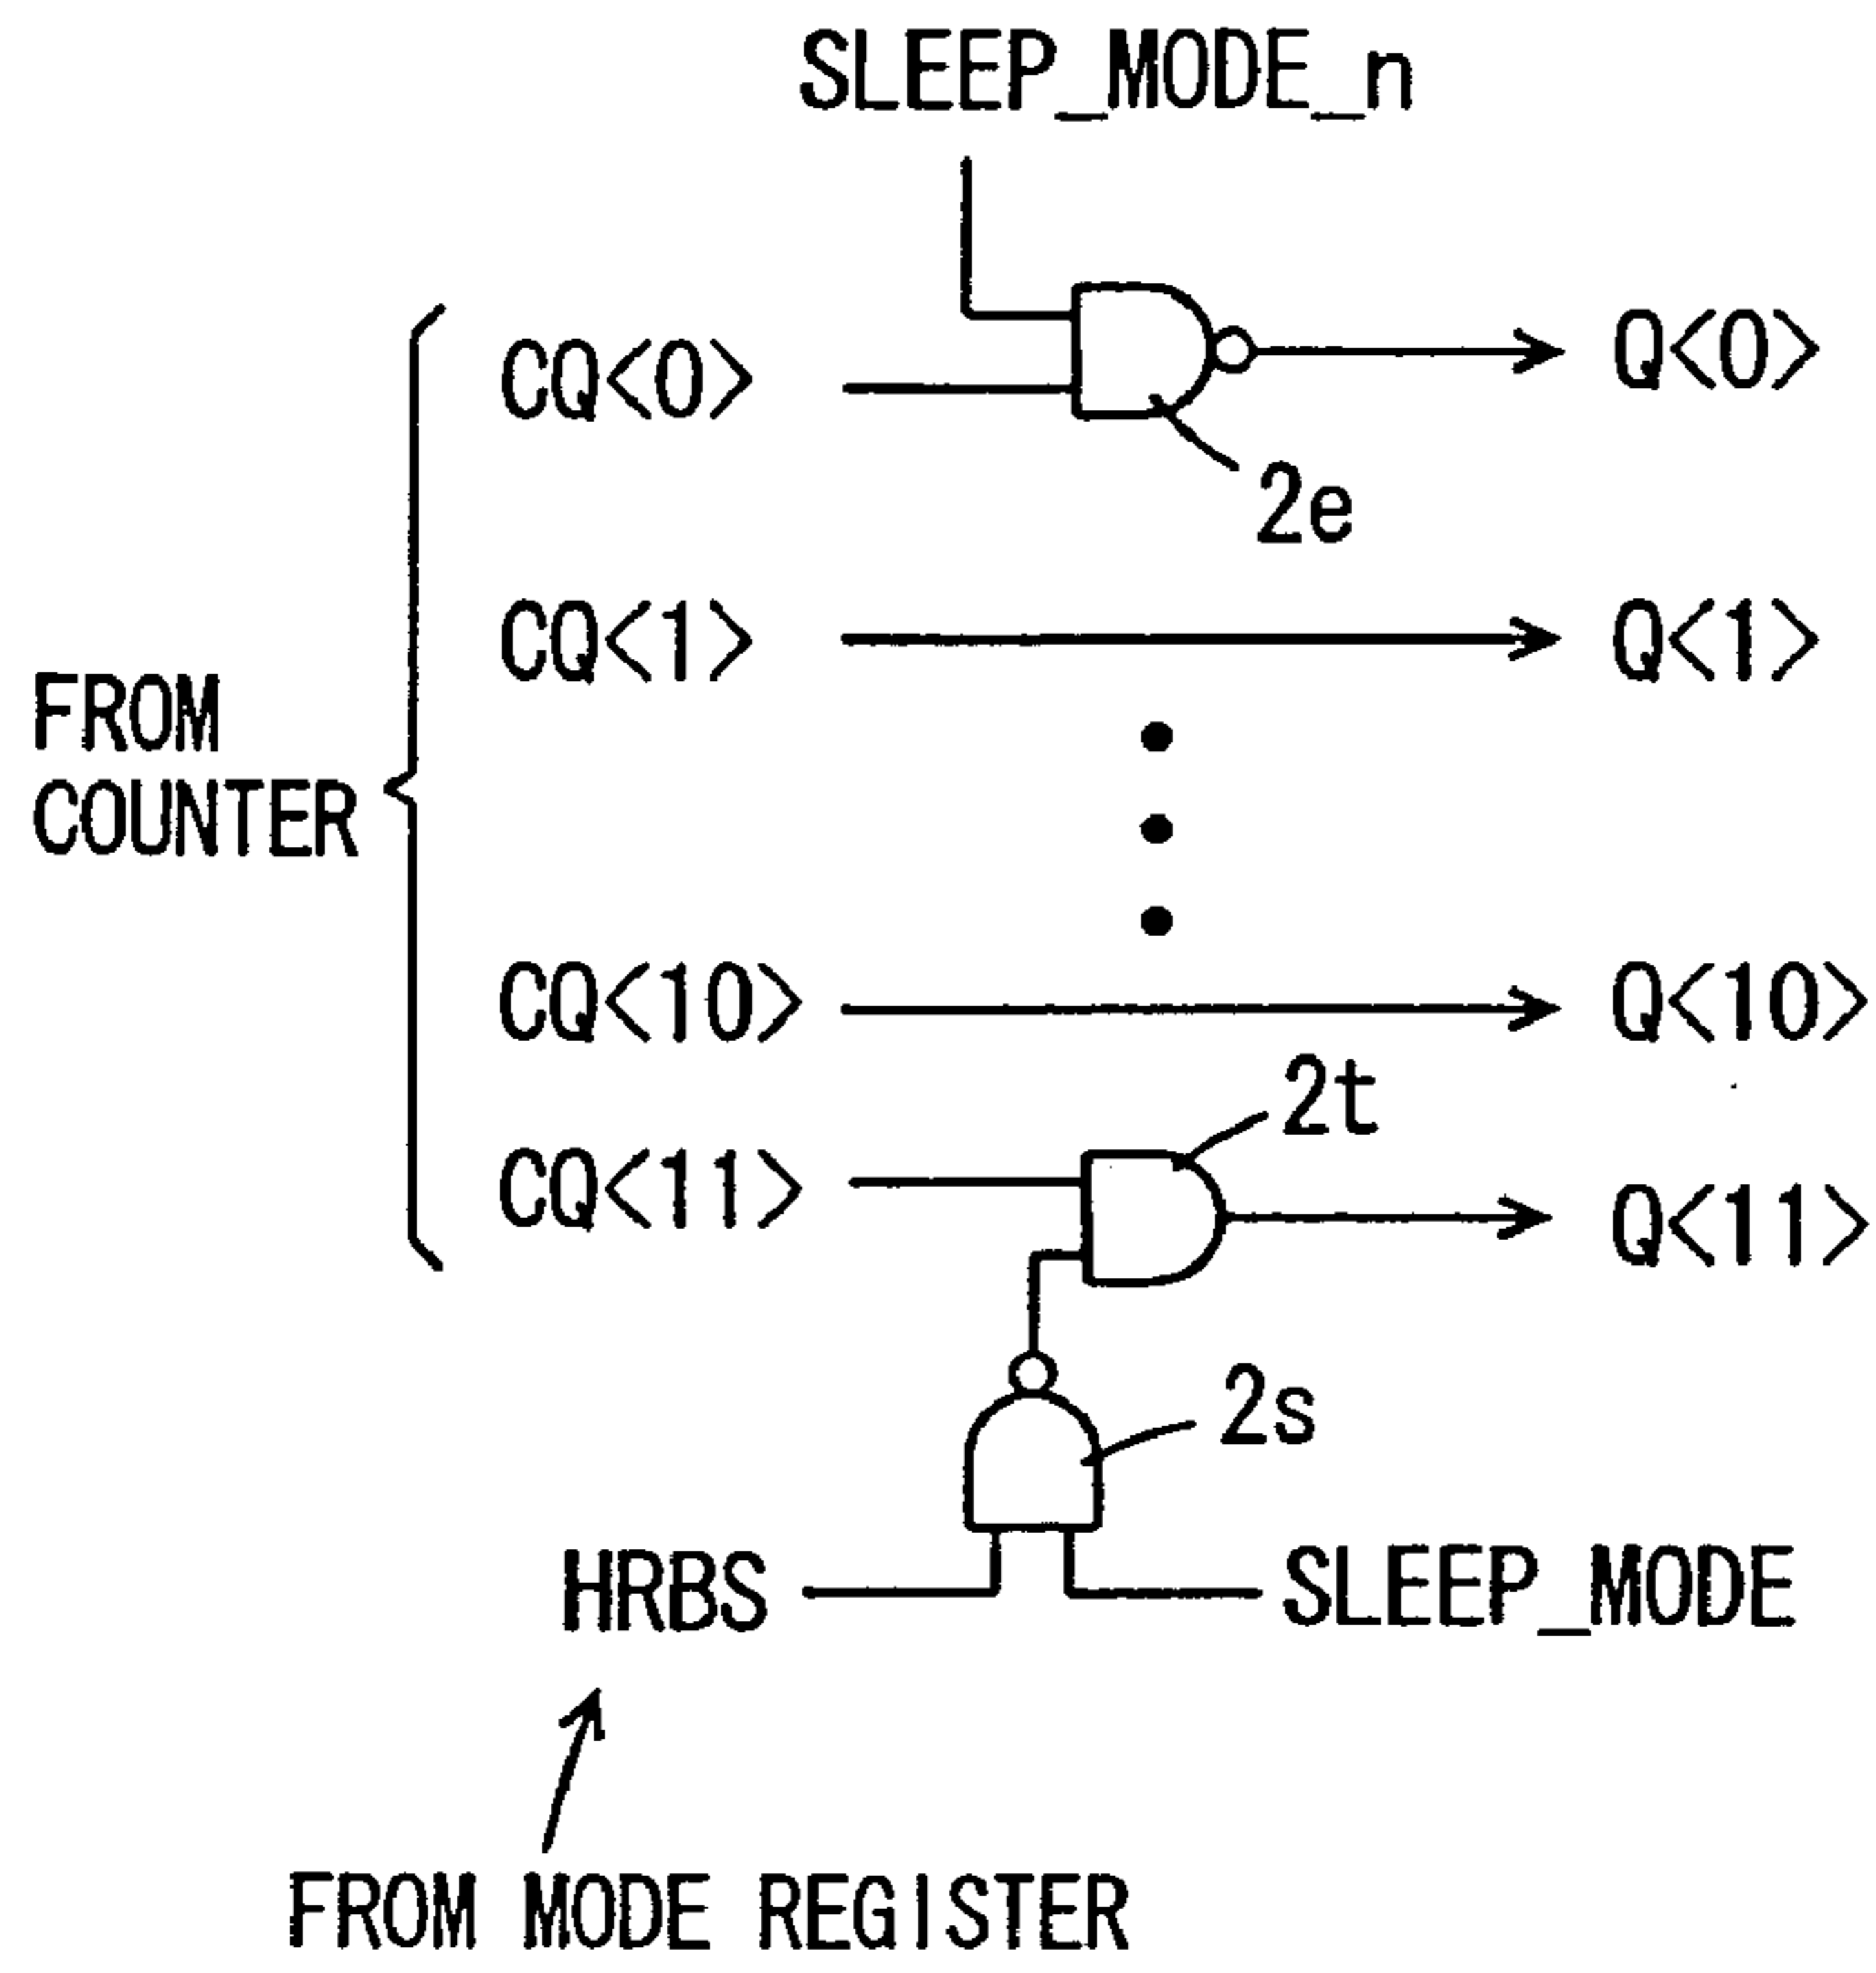 SLEEP_MODE_n
CQ<0>
Q<0>
2e
CQ<1>
Q<1>
FROM
COUNTER
CQ<10>
Q<10>
2t
CQ<11>
Q<11>
2s
HRBS
SLEEP_MODE
FROM MODE REGISTER